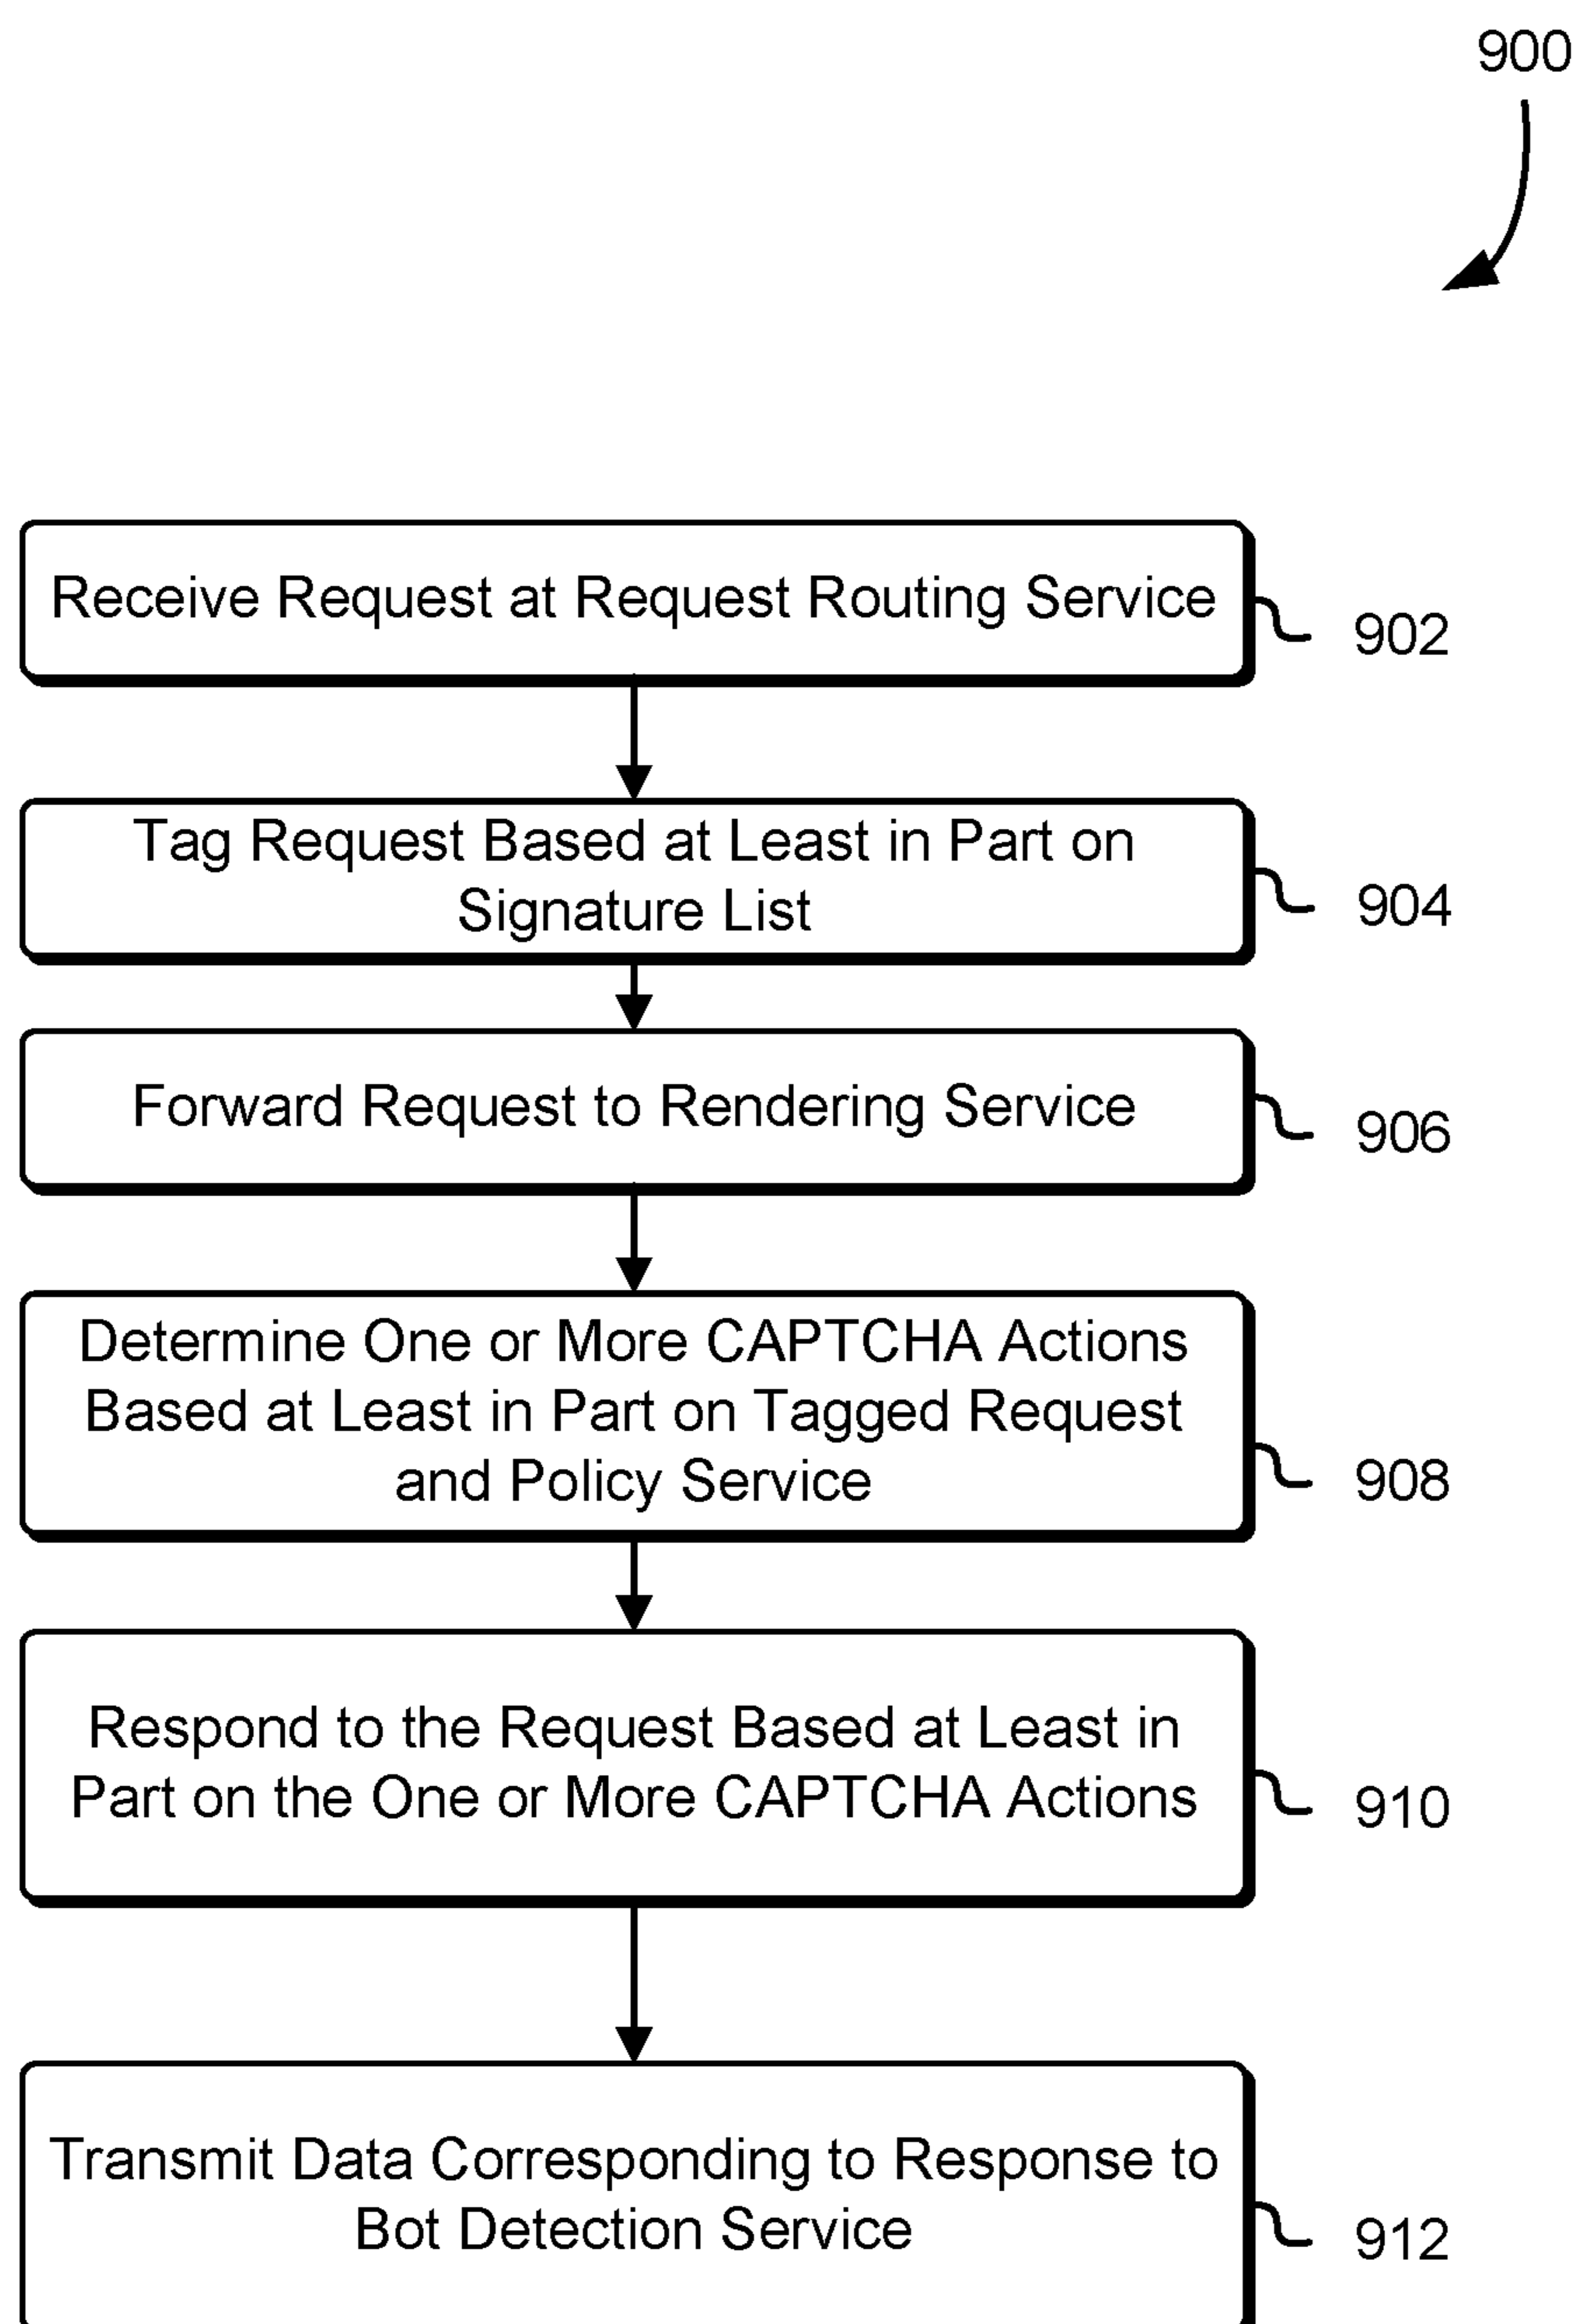 900
Receive Request at Request Routing Service
902
Tag Request Based at Least in Part on
Signature List
904
Forward Request to Rendering Service
906
Determine One or More CAPTCHA Actions
Based at Least in Part on Tagged Request
and Policy Service
908
Respond to the Request Based at Least in
Part on the One or More CAPTCHA Actions
910
Transmit Data Corresponding to Response to
Bot Detection Service
912